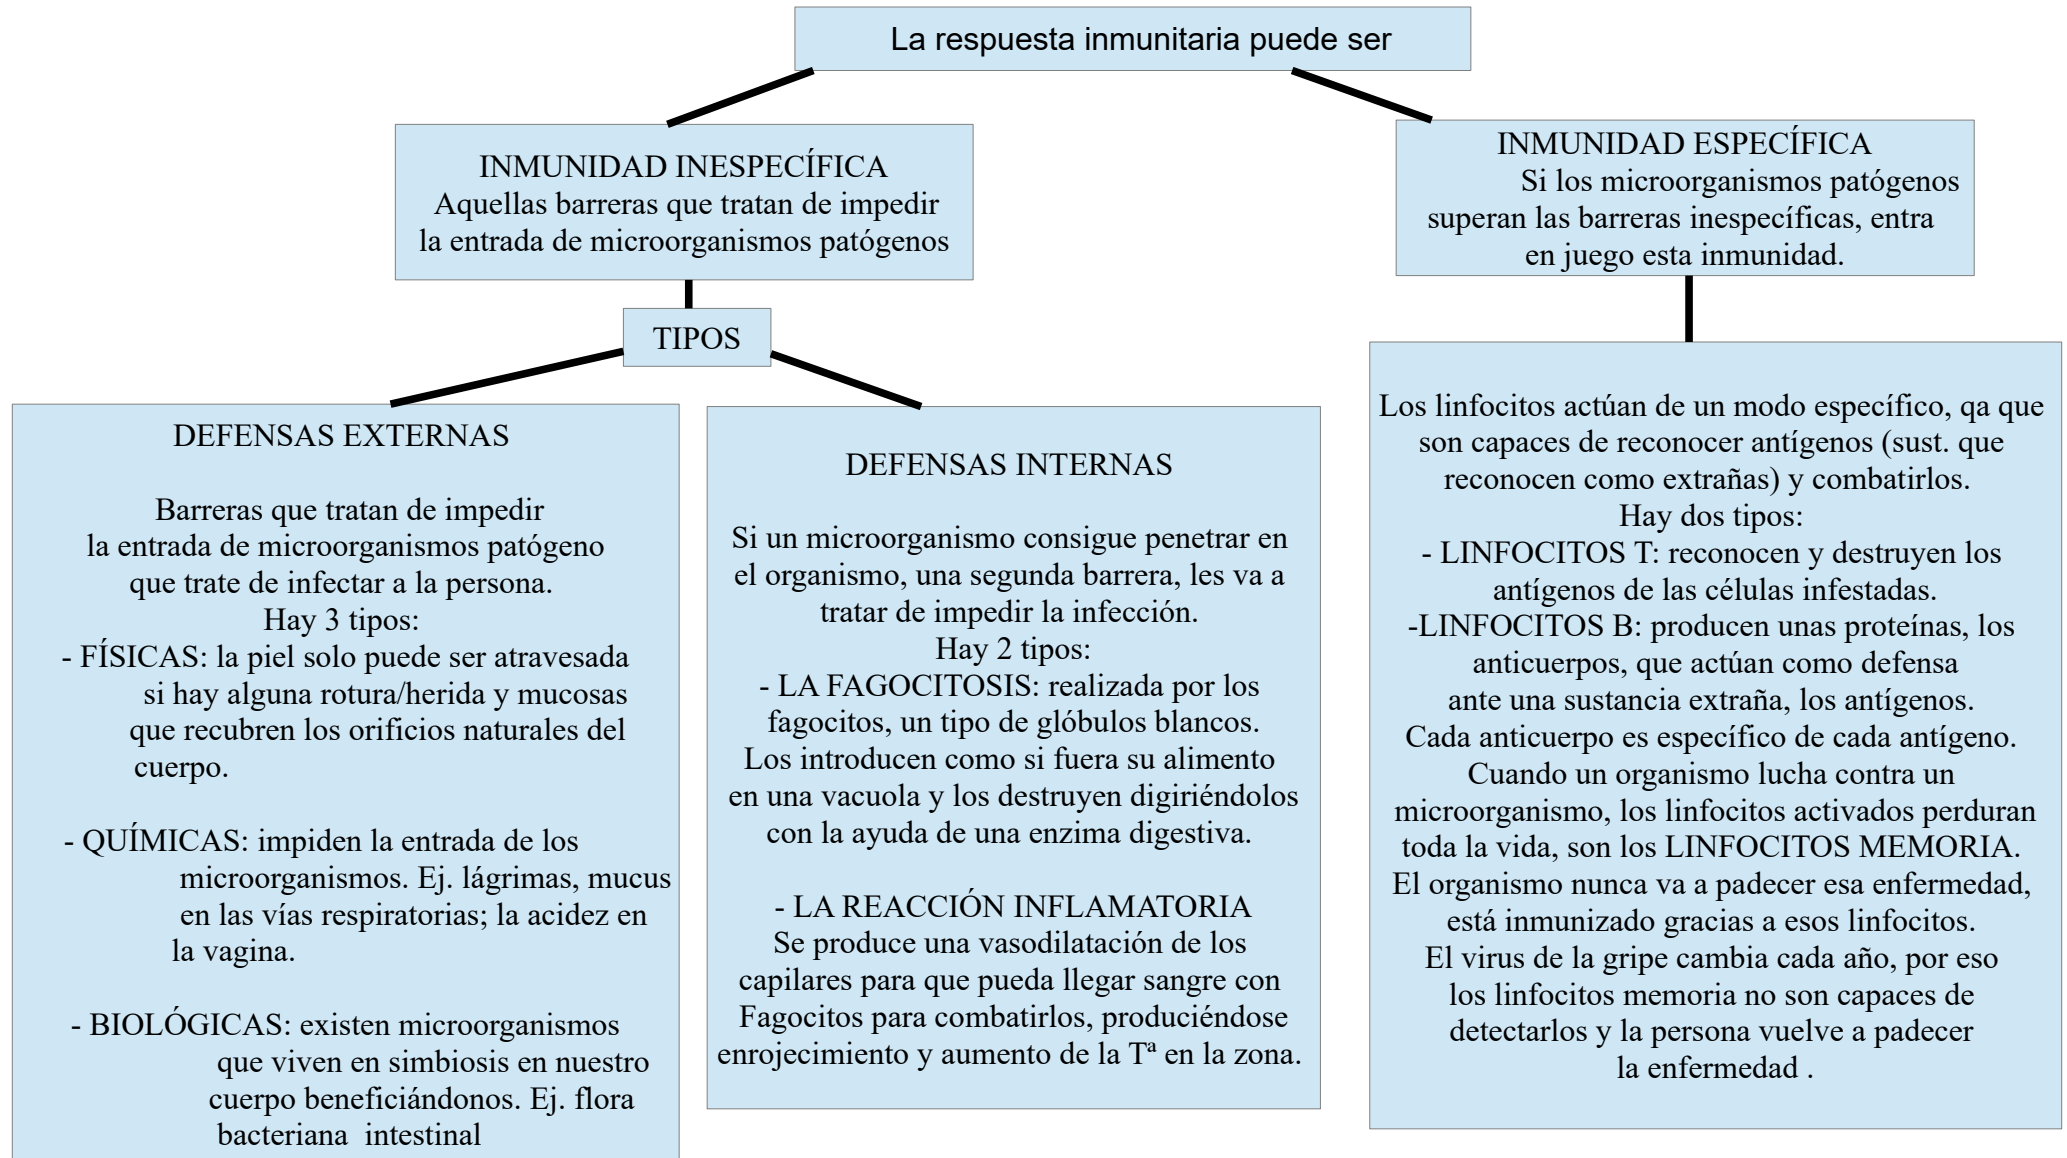 La respuesta inmunitaria puede ser
INMUNIDAD INESPECÍFICA
Aquellas barreras que tratan de impedir
la entrada de microorganismos patógenos
INMUNIDAD ESPECÍFICA
Si los microorganismos patógenos
superan las barreras inespecíficas, entra
en juego esta inmunidad.
TIPOS
DEFENSAS EXTERNAS
Barreras que tratan de impedir
la entrada de microorganismos patógeno
que trate de infectar a la persona.
Hay 3 tipos:
- FÍSICAS: la piel solo puede ser atravesada
si hay alguna rotura/herida y mucosas
que recubren los orificios naturales del
cuerpo.
- QUÍMICAS: impiden la entrada de los
microorganismos. Ej. lágrimas, mucus
en las vías respiratorias; la acidez en
la vagina.
- BIOLÓGICAS: existen microorganismos
que viven en simbiosis en nuestro
cuerpo beneficiándonos. Ej. flora
bacteriana intestinal
DEFENSAS INTERNAS
Si un microorganismo consigue penetrar en
el organismo, una segunda barrera, les va a
tratar de impedir la infección.
Hay 2 tipos:
- LA FAGOCITOSIS: realizada por los
fagocitos, un tipo de glóbulos blancos.
Los introducen como si fuera su alimento
en una vacuola y los destruyen digiriéndolos
con la ayuda de una enzima digestiva.
- LA REACCIÓN INFLAMATORIA
Se produce una vasodilatación de los
capilares para que pueda llegar sangre con
Fagocitos para combatirlos, produciéndose
enrojecimiento y aumento de la Tª en la zona.
Los linfocitos actúan de un modo específico, qa que
son capaces de reconocer antígenos (sust. que
reconocen como extrañas) y combatirlos.
Hay dos tipos:
- LINFOCITOS T: reconocen y destruyen los
antígenos de las células infestadas.
-LINFOCITOS B: producen unas proteínas, los
anticuerpos, que actúan como defensa
ante una sustancia extraña, los antígenos.
Cada anticuerpo es específico de cada antígeno.
Cuando un organismo lucha contra un
microorganismo, los linfocitos activados perduran
toda la vida, son los LINFOCITOS MEMORIA.
El organismo nunca va a padecer esa enfermedad,
está inmunizado gracias a esos linfocitos.
El virus de la gripe cambia cada año, por eso
los linfocitos memoria no son capaces de
detectarlos y la persona vuelve a padecer
la enfermedad .